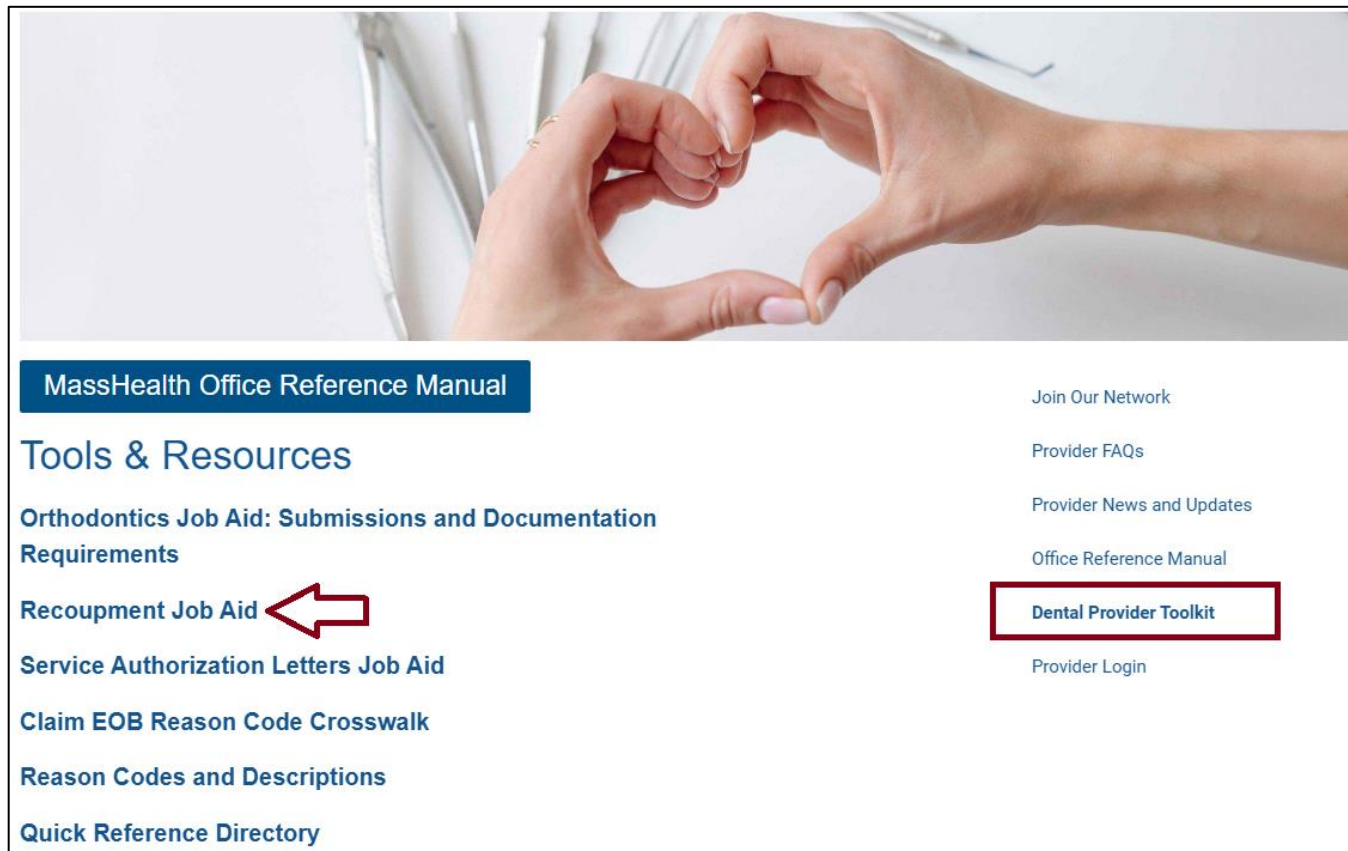 MassHealth Office Reference Manual
Tools & Resources
Orthodontics Job Aid: Submissions and Documentation
Requirements
Recoupment Job Aid
Service Authorization Letters Job Aid
Claim EOB Reason Code Crosswalk
Reason Codes and Descriptions
Quick Reference Directory
Join Our Network
Provider FAQs
Provider News and Updates
Office Reference Manual
Dental Provider Toolkit
Provider Login